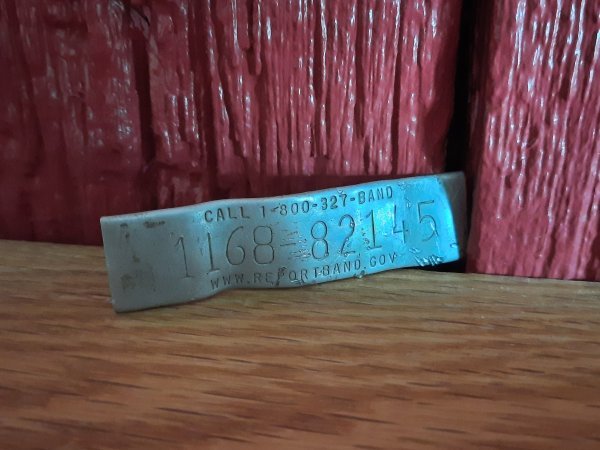 CALL 1-800-327-BAND
1168-82145
WWW.REPORTBAND.GOV